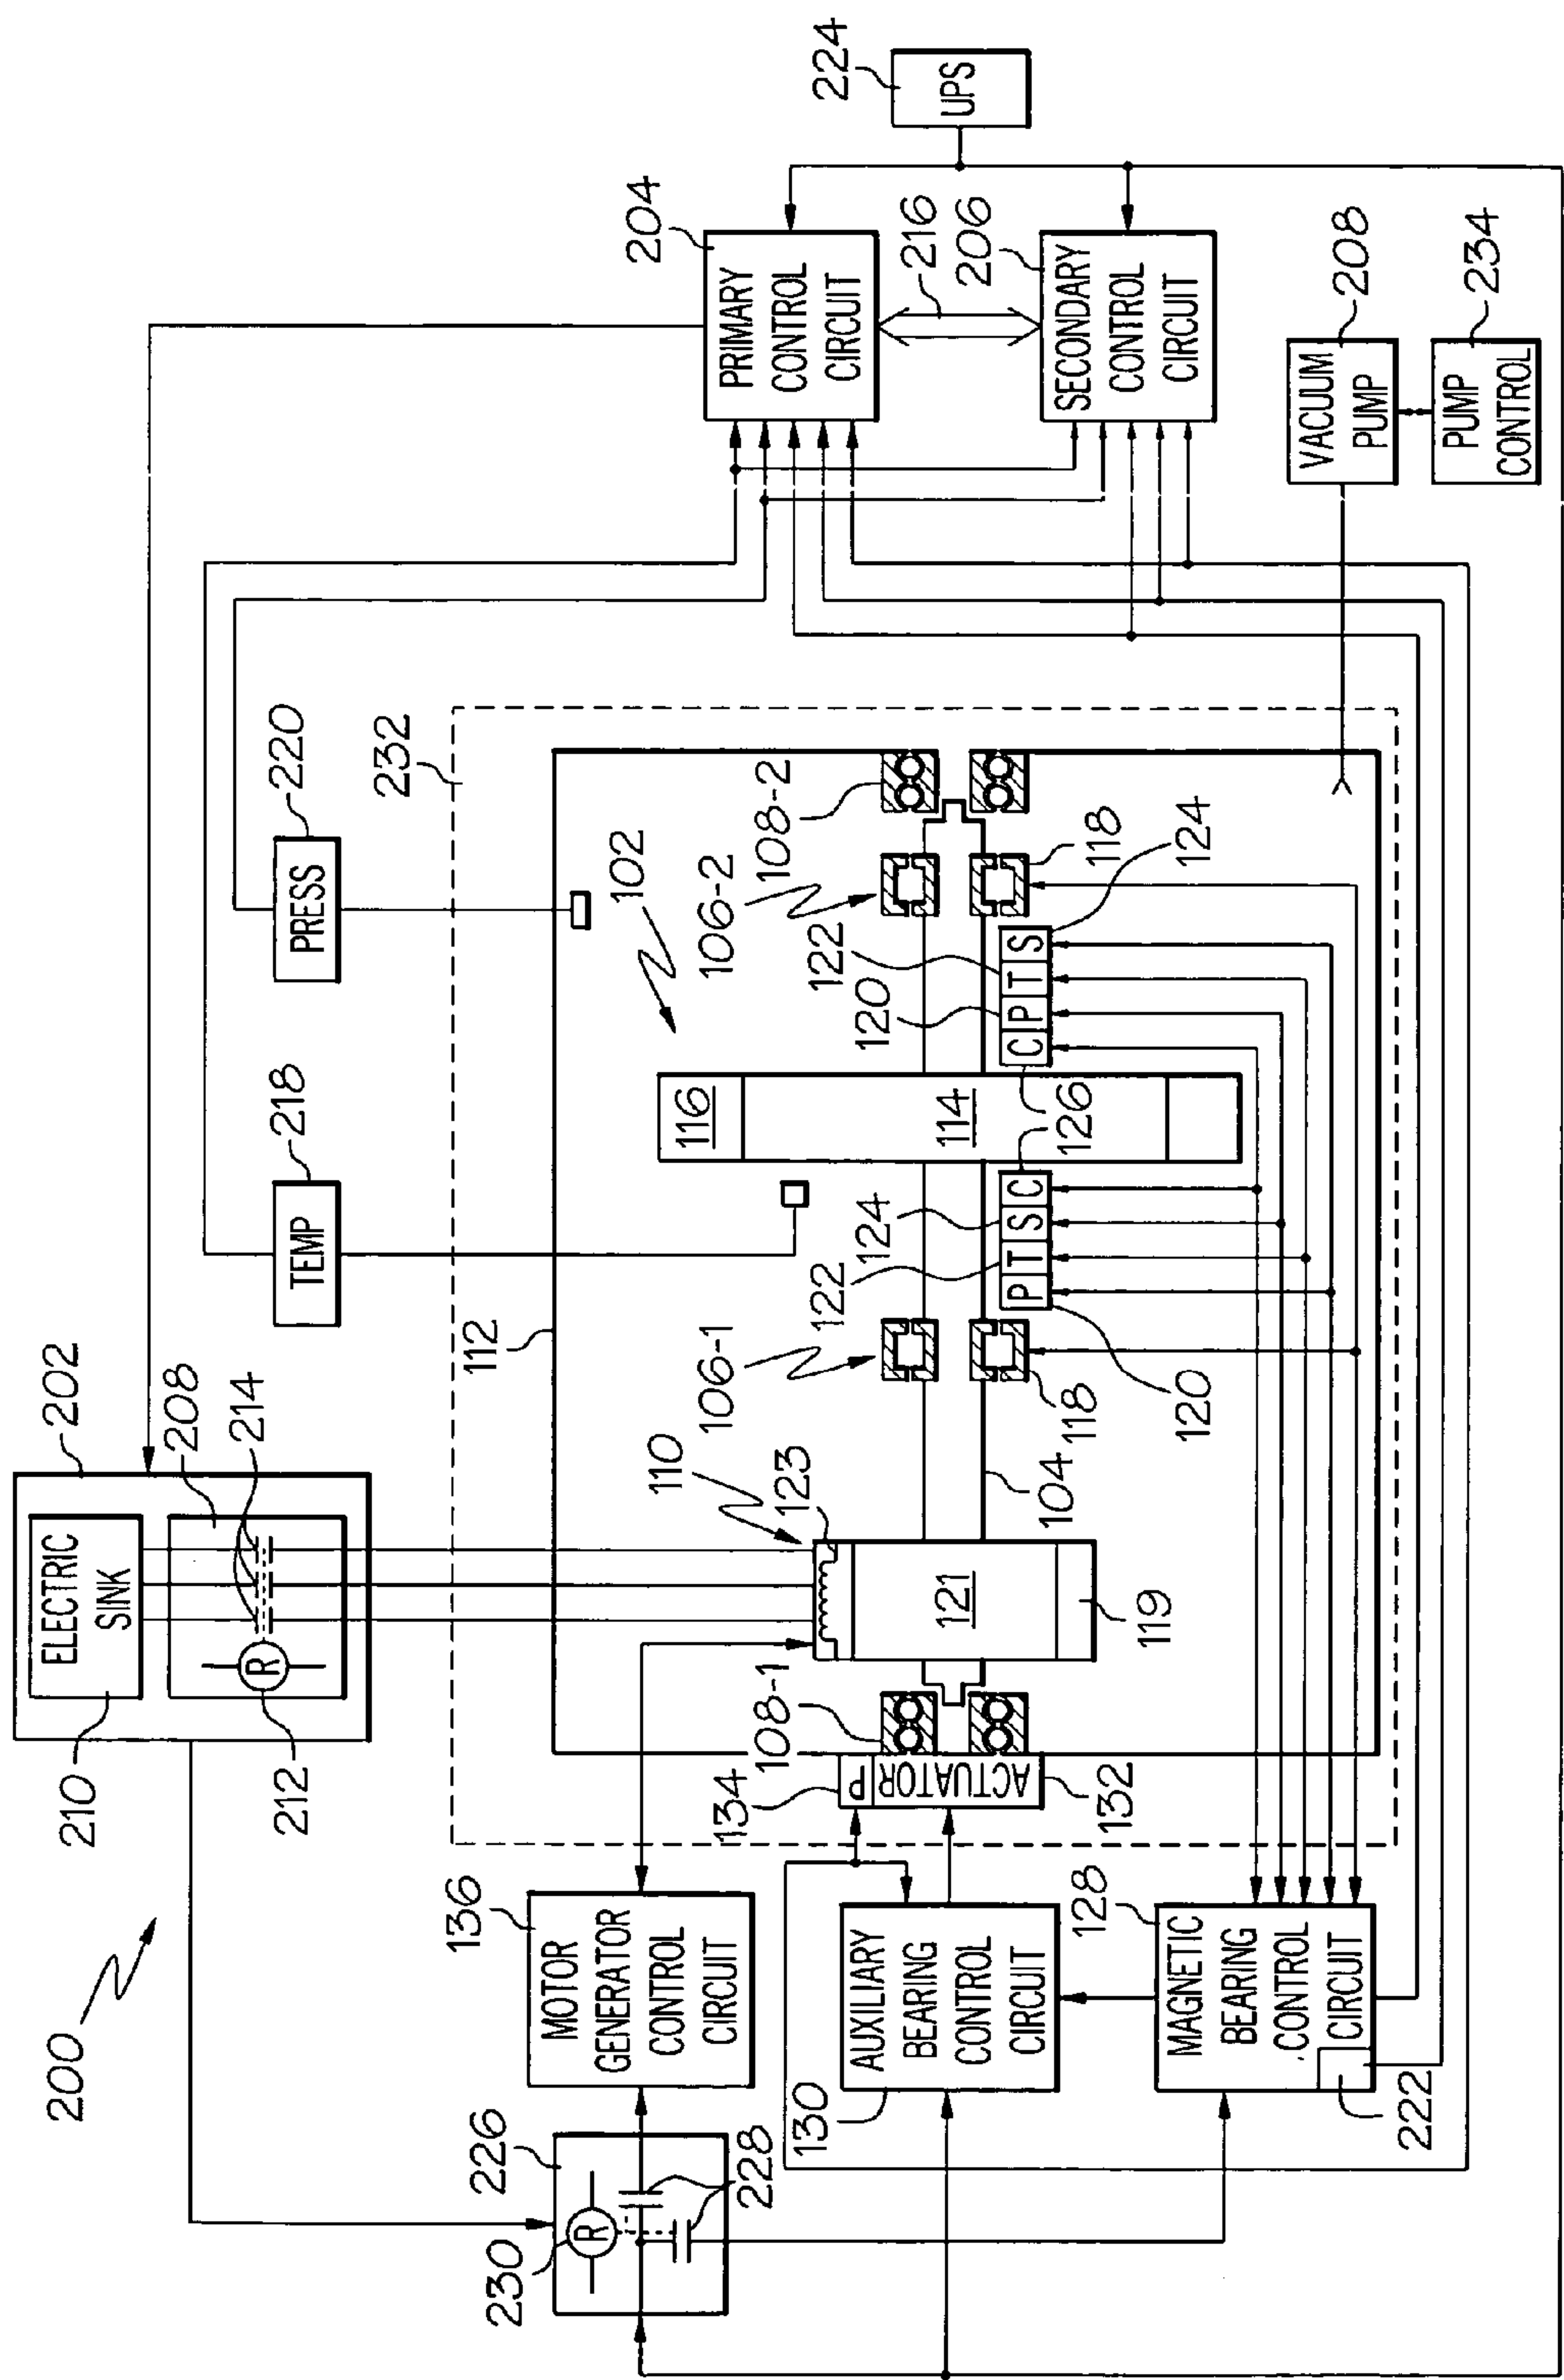 200
202
ELECTRIC
SINK
210
208
214
212
R
218
TEMP
220
PRESS
204
PRIMARY
CONTROL
CIRCUIT
216
206
SECONDARY
CONTROL
CIRCUIT
224
UPS
208
VACUUM
PUMP
234
PUMP
CONTROL
232
112
102
110
123
121
119
104
106-1
118
106-2
118
108-1
108-2
116
114
120
122
124
126
P T S C
C P T S
120
122
124
134
P
ACTUATOR
132
136
MOTOR
GENERATOR
CONTROL
CIRCUIT
226
230
R
228
130
AUXILIARY
BEARING
CONTROL
CIRCUIT
128
MAGNETIC
BEARING
CONTROL
CIRCUIT
222